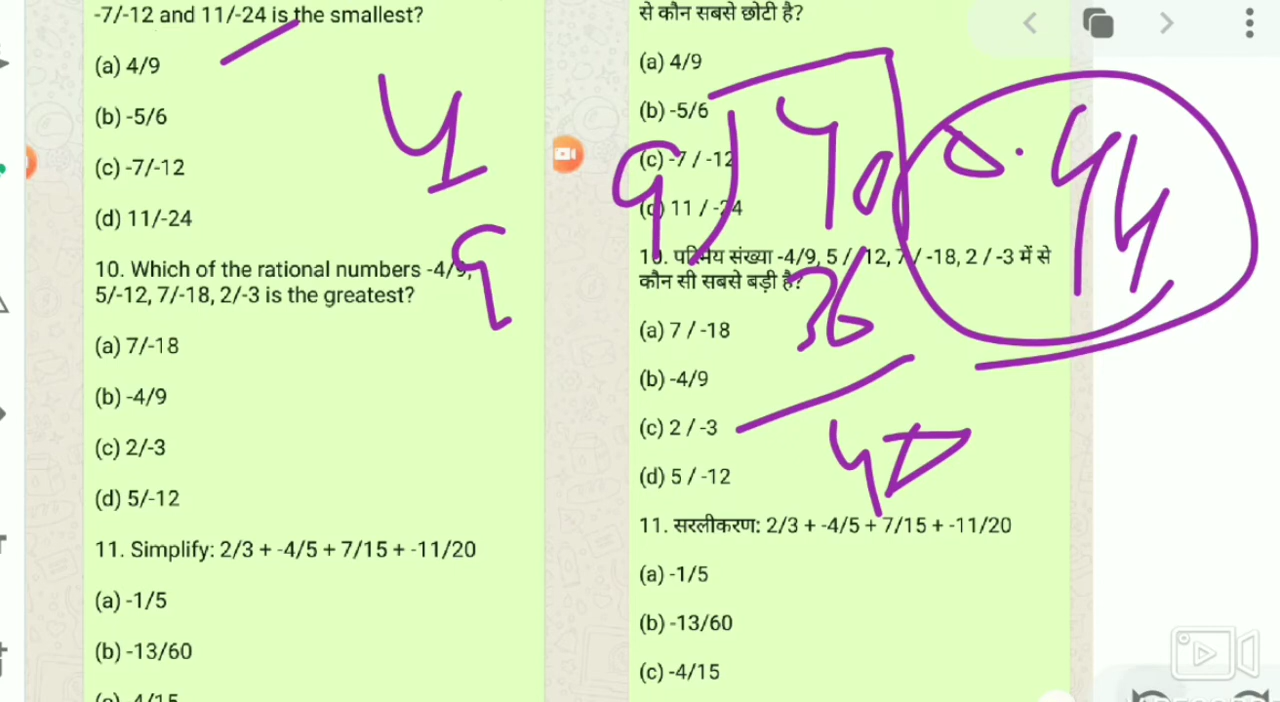 -7/-12 and 11/-24 is the smallest?
(a) 4/9
(b) -5/6
(c) -7/-12
(d) 11/-24
10. Which of the rational numbers -4/9,
5/-12, 7/-18, 2/-3 is the greatest?
(a) 7/-18
(b) -4/9
(c) 2/-3
(d) 5/-12
11. Simplify: 2/3 + -4/5 + 7/15 + -11/20
(a) -1/5
(b) -13/60
(c) -4/15
से कौन सबसे छोटी है?
(a) 4/9
(b) -5/6
(c) -7 / -12
(d) 11 / -24
10. परिमेय संख्या -4/9, 5 / -12, 7 / -18, 2 / -3 में से
कौन सी सबसे बड़ी है?
(a) 7 / -18
(b) -4/9
(c) 2 / -3
(d) 5 / -12
11. सरलीकरण: 2/3 + -4/5 + 7/15 + -11/20
(a) -1/5
(b) -13/60
(c) -4/15
4
9
9) 40
0.44
36
40